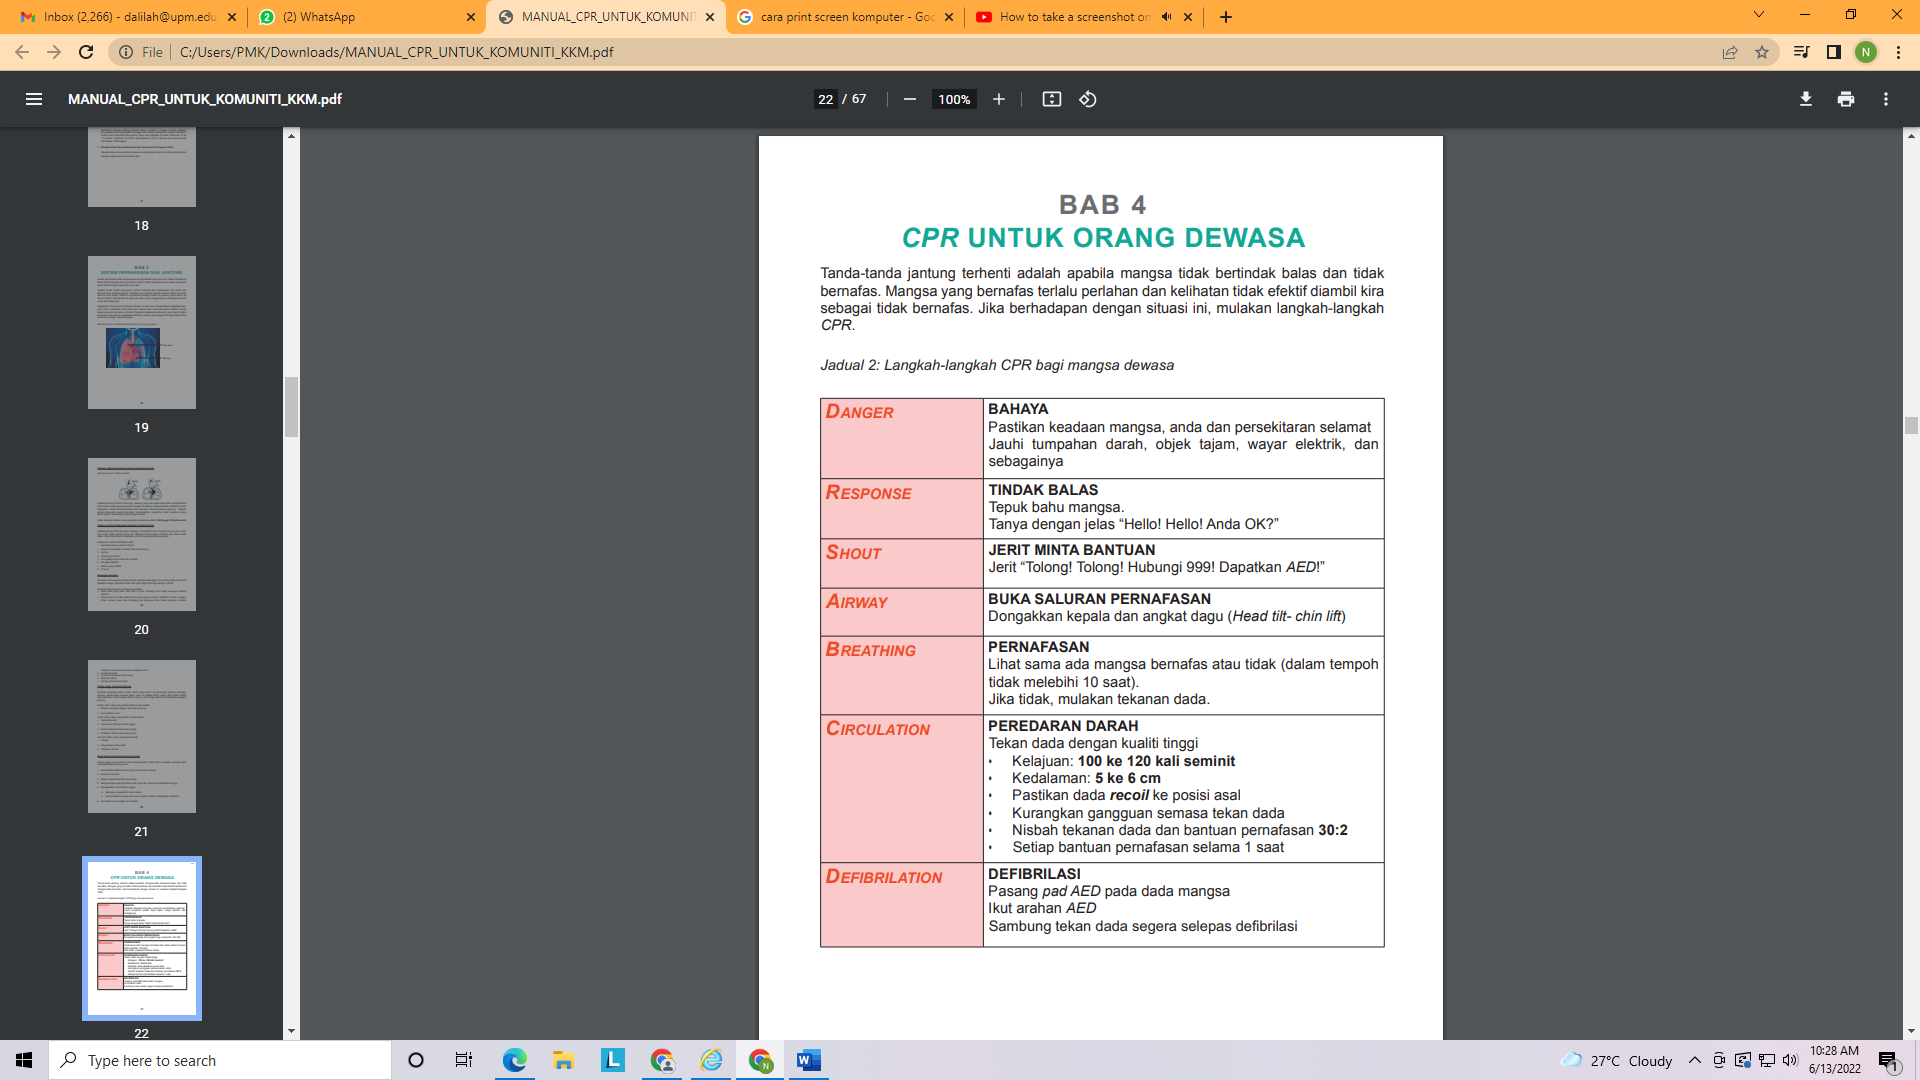 Inbox (2,266) - dalilah@upm.edu
(2) WhatsApp
MANUAL_CPR_UNTUK_KOMUNIT
cara print screen komputer - Goo
How to take a screenshot on
File
C:/Users/PMK/Downloads/MANUAL_CPR_UNTUK_KOMUNITI_KKM.pdf
N
MANUAL_CPR_UNTUK_KOMUNITI_KKM.pdf
22 / 67
100%
18
19
20
21
22
BAB 4
CPR UNTUK ORANG DEWASA
Tanda-tanda jantung terhenti adalah apabila mangsa tidak bertindak balas dan tidak
bernafas. Mangsa yang bernafas terlalu perlahan dan kelihatan tidak efektif diambil kira
sebagai tidak bernafas. Jika berhadapan dengan situasi ini, mulakan langkah-langkah
CPR.
Jadual 2: Langkah-langkah CPR bagi mangsa dewasa
DANGER
BAHAYA
Pastikan keadaan mangsa, anda dan persekitaran selamat
Jauhi tumpahan darah, objek tajam, wayar elektrik, dan
sebagainya
RESPONSE
TINDAK BALAS
Tepuk bahu mangsa.
Tanya dengan jelas “Hello! Hello! Anda OK?”
SHOUT
JERIT MINTA BANTUAN
Jerit “Tolong! Tolong! Hubungi 999! Dapatkan AED!”
AIRWAY
BUKA SALURAN PERNAFASAN
Dongakkan kepala dan angkat dagu (Head tilt- chin lift)
BREATHING
PERNAFASAN
Lihat sama ada mangsa bernafas atau tidak (dalam tempoh
tidak melebihi 10 saat).
Jika tidak, mulakan tekanan dada.
CIRCULATION
PEREDARAN DARAH
Tekan dada dengan kualiti tinggi
• Kelajuan: 100 ke 120 kali seminit
• Kedalaman: 5 ke 6 cm
• Pastikan dada recoil ke posisi asal
• Kurangkan gangguan semasa tekan dada
• Nisbah tekanan dada dan bantuan pernafasan 30:2
• Setiap bantuan pernafasan selama 1 saat
DEFIBRILATION
DEFIBRILASI
Pasang pad AED pada dada mangsa
Ikut arahan AED
Sambung tekan dada segera selepas defibrilasi
Type here to search
27°C Cloudy
10:28 AM
6/13/2022
1